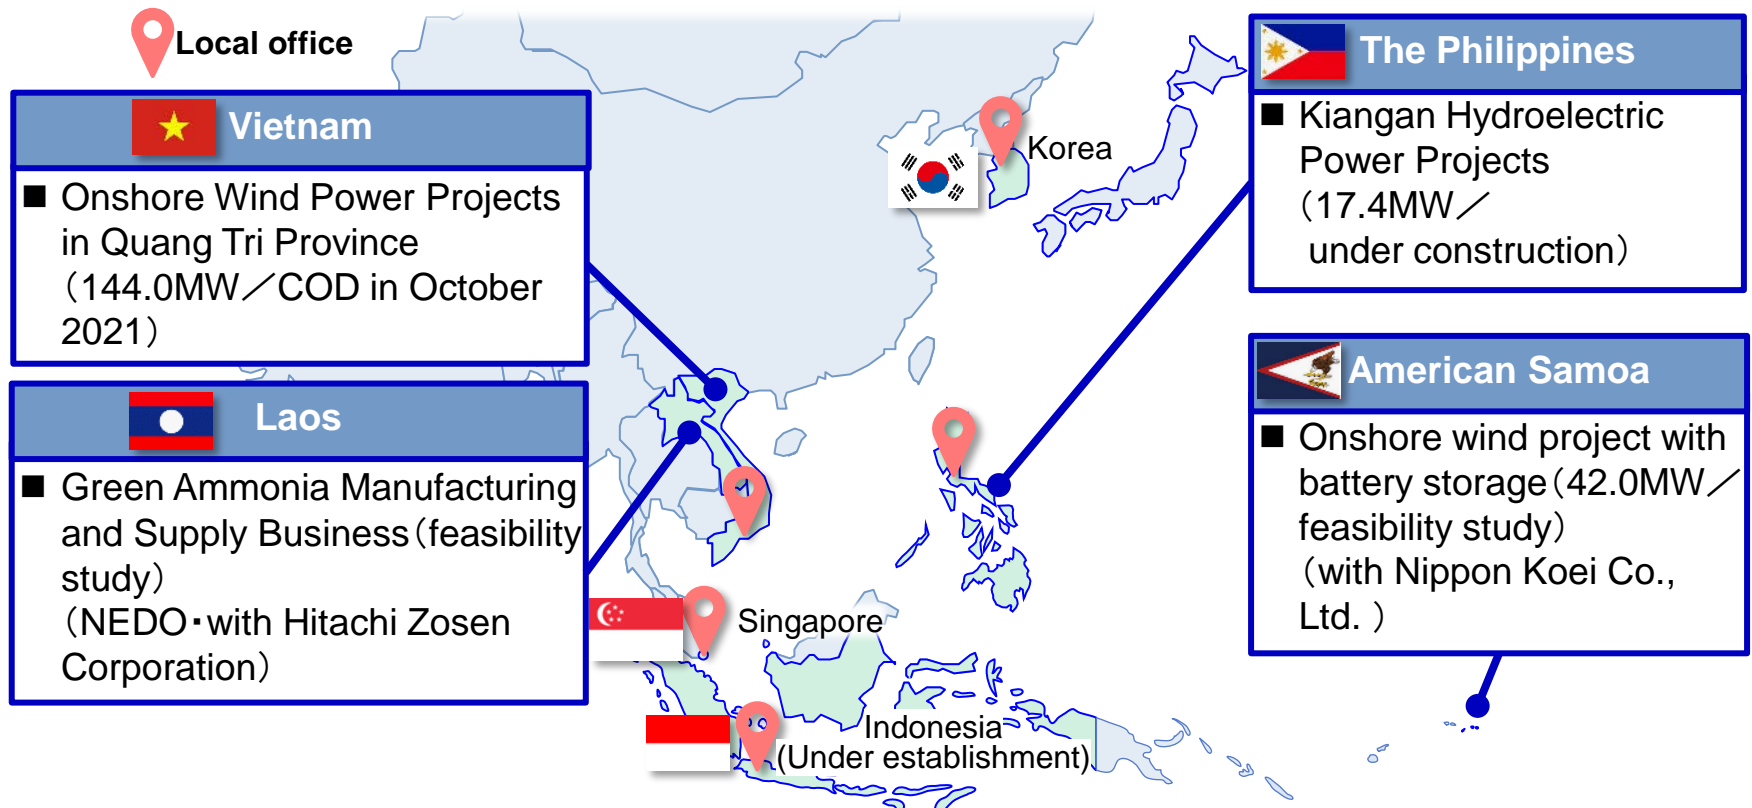 Local office
Vietnam
■ Onshore Wind Power Projects
in Quang Tri Province
（144.0MW／COD in October
2021）
Laos
■ Green Ammonia Manufacturing
and Supply Business（feasibility
study）
（NEDO・with Hitachi Zosen
Corporation）
Korea
Singapore
Indonesia
(Under establishment)
The Philippines
■ Kiangan Hydroelectric
Power Projects
（17.4MW／
under construction）
American Samoa
■ Onshore wind project with
battery storage（42.0MW／
feasibility study）
（with Nippon Koei Co.,
Ltd. ）